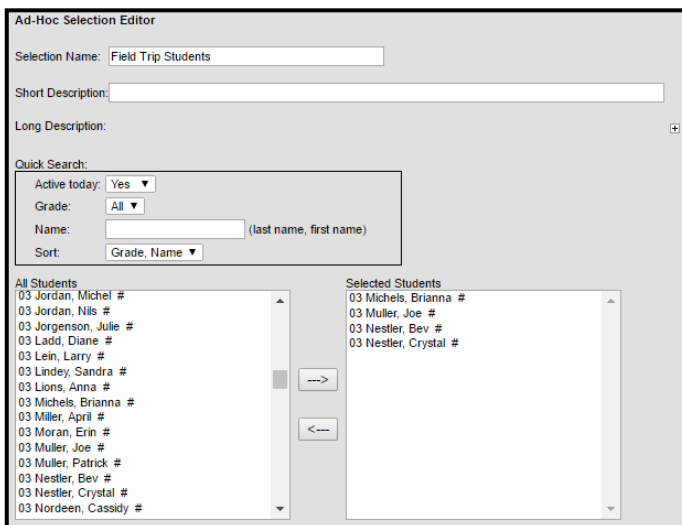 Ad-Hoc Selection Editor
Selection Name: Field Trip Students
Short Description:
Long Description:
Quick Search:
Active today: Yes ▼
Grade: All ▼
Name: (last name, first name)
Sort: Grade, Name ▼
All Students
03 Jordan, Michel #
03 Jordan, Nils #
03 Jorgenson, Julie #
03 Ladd, Diane #
03 Lein, Larry #
03 Lindey, Sandra #
03 Lions, Anna #
03 Michels, Brianna #
03 Miller, April #
03 Moran, Erin #
03 Muller, Joe #
03 Muller, Patrick #
03 Nestler, Bev #
03 Nestler, Crystal #
03 Nordeen, Cassidy #
--->
<---
Selected Students
03 Michels, Brianna #
03 Muller, Joe #
03 Nestler, Bev #
03 Nestler, Crystal #